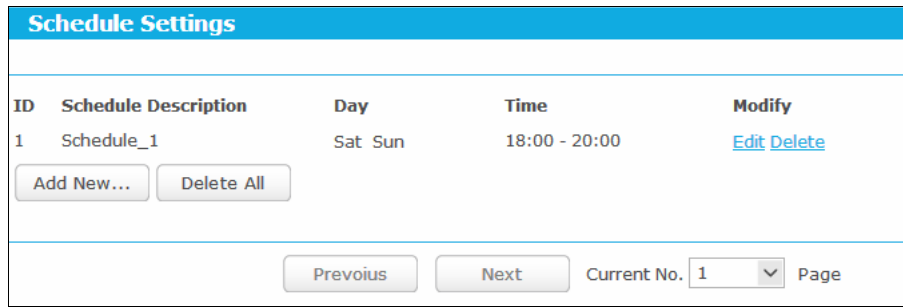 Schedule Settings
ID Schedule Description Day Time Modify
1 Schedule_1 Sat Sun 18:00 - 20:00 Edit Delete
Add New... Delete All
Prevoius Next Current No. 1 Page